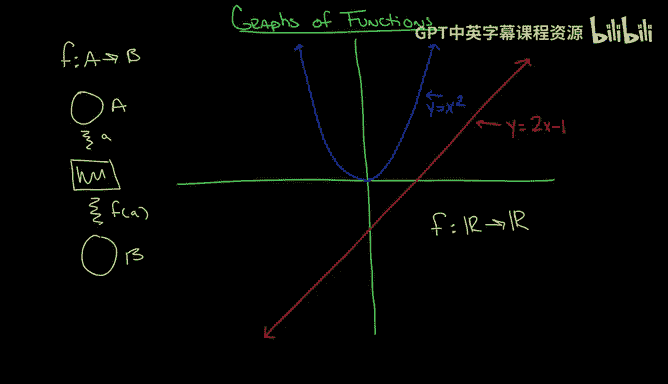 Graphs of Functions
GPT中英字幕课程资源 bilibili
f: A → B
A
a
f(a)
B
y=x²
y=2x-1
f: ℝ → ℝ